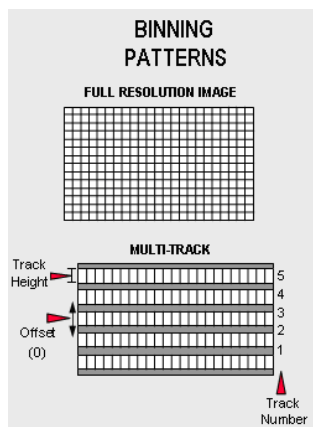 BINNING
PATTERNS
FULL RESOLUTION IMAGE
MULTI-TRACK
Track
Height
5
4
3
Offset
2
(0)
1
Track
Number